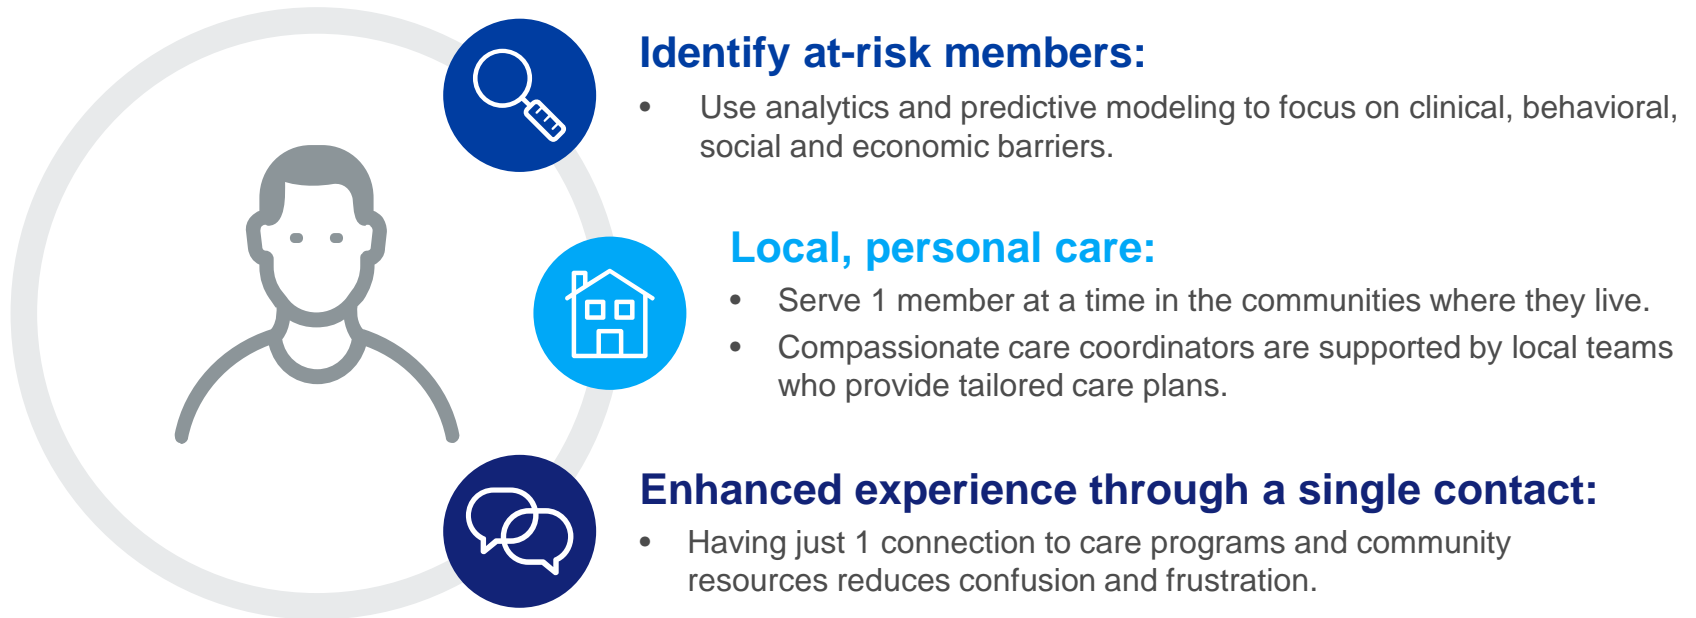 Identify at-risk members:
• Use analytics and predictive modeling to focus on clinical, behavioral,
social and economic barriers.
Local, personal care:
• Serve 1 member at a time in the communities where they live.
• Compassionate care coordinators are supported by local teams
who provide tailored care plans.
Enhanced experience through a single contact:
• Having just 1 connection to care programs and community
resources reduces confusion and frustration.